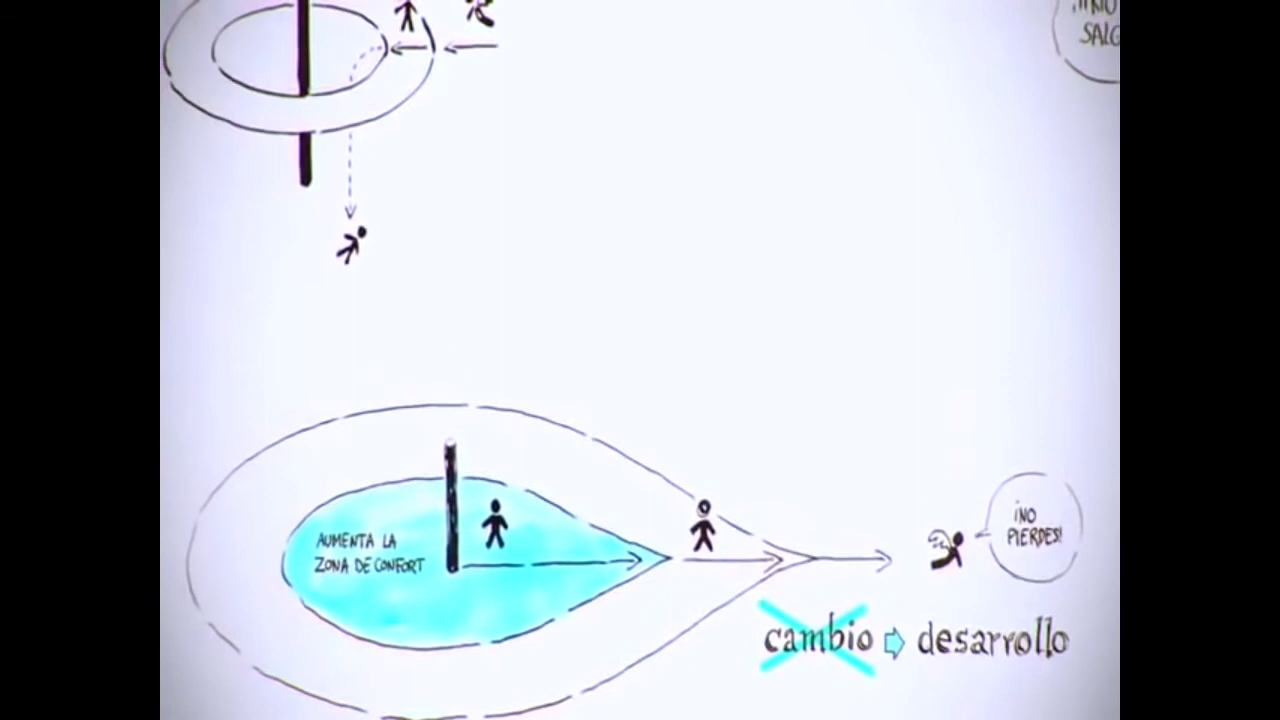 AUMENTA LA
ZONA DE CONFORT
¡NO
PIERDES!
cambio ⇨ desarrollo